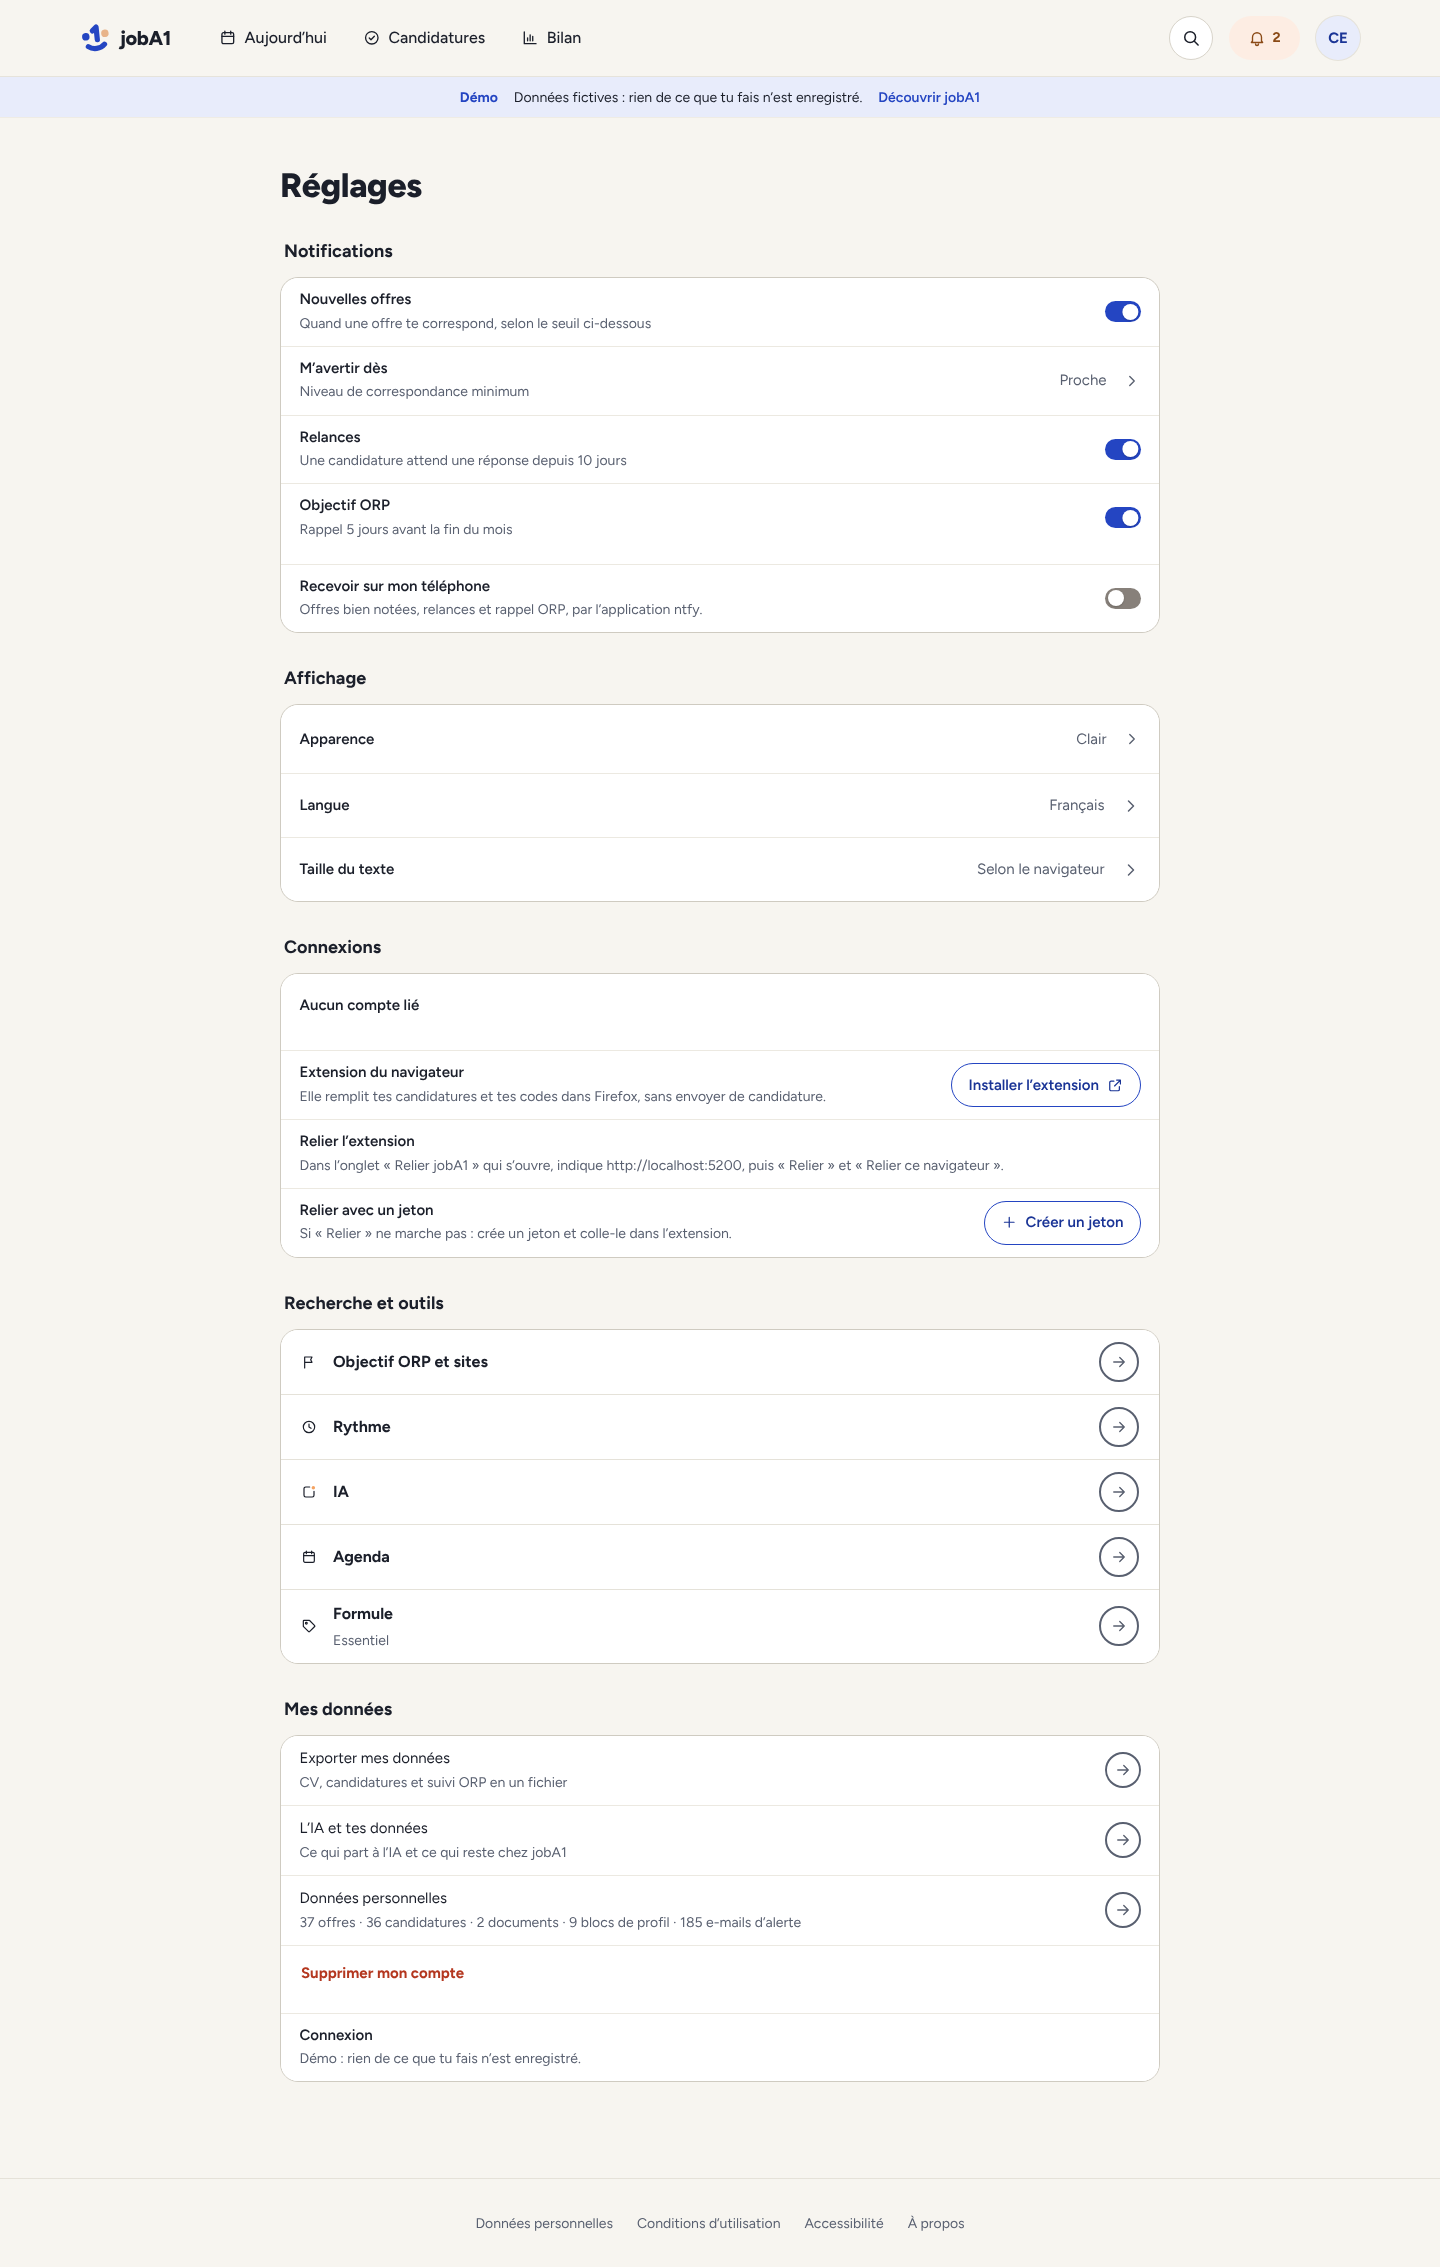 jobA1
Aujourd’hui
Candidatures
Bilan
2
CE
Démo Données fictives : rien de ce que tu fais n’est enregistré. Découvrir jobA1
Réglages
Notifications
Nouvelles offres
Quand une offre te correspond, selon le seuil ci-dessous
M’avertir dès
Niveau de correspondance minimum
Proche
Relances
Une candidature attend une réponse depuis 10 jours
Objectif ORP
Rappel 5 jours avant la fin du mois
Recevoir sur mon téléphone
Offres bien notées, relances et rappel ORP, par l’application ntfy.
Affichage
Apparence
Clair
Langue
Français
Taille du texte
Selon le navigateur
Connexions
Aucun compte lié
Extension du navigateur
Elle remplit tes candidatures et tes codes dans Firefox, sans envoyer de candidature.
Installer l’extension
Relier l’extension
Dans l’onglet « Relier jobA1 » qui s’ouvre, indique http://localhost:5200, puis « Relier » et « Relier ce navigateur ».
Relier avec un jeton
Si « Relier » ne marche pas : crée un jeton et colle-le dans l’extension.
Créer un jeton
Recherche et outils
Objectif ORP et sites
Rythme
IA
Agenda
Formule
Essentiel
Mes données
Exporter mes données
CV, candidatures et suivi ORP en un fichier
L’IA et tes données
Ce qui part à l’IA et ce qui reste chez jobA1
Données personnelles
37 offres · 36 candidatures · 2 documents · 9 blocs de profil · 185 e-mails d’alerte
Supprimer mon compte
Connexion
Démo : rien de ce que tu fais n’est enregistré.
Données personnelles
Conditions d’utilisation
Accessibilité
À propos